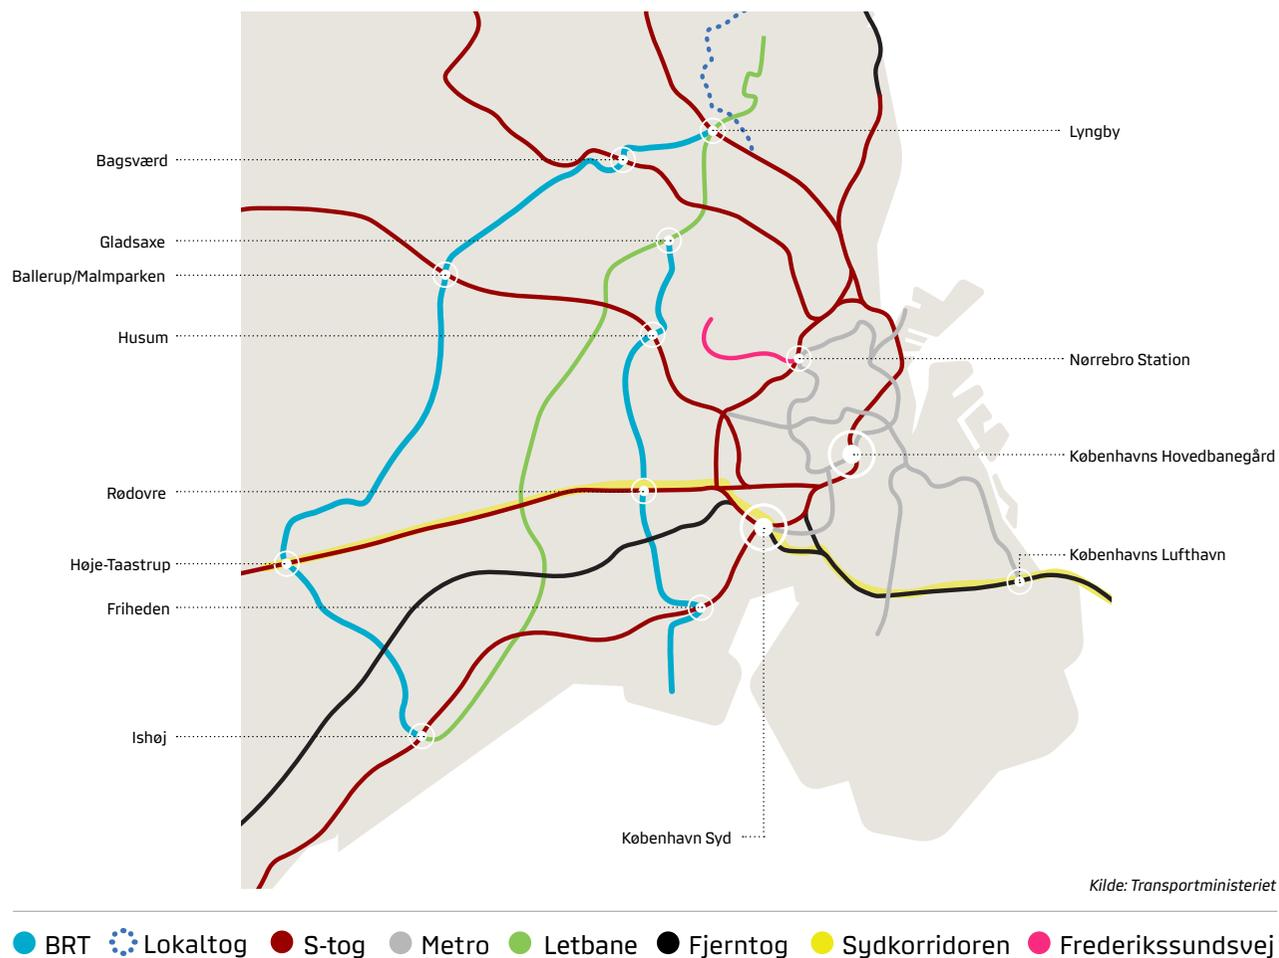 Lyngby
Bagsværd
Gladsaxe
Ballerup/Malmparken
Husum
Nørrebro Station
Københavns Hovedbanegård
Rødovre
Københavns Lufthavn
Høje-Taastrup
Friheden
Ishøj
København Syd
Kilde: Transportministeriet
BRT Lokaltog S-tog Metro Letbane Fjerntog Sydkorridoren Frederikssundsvej